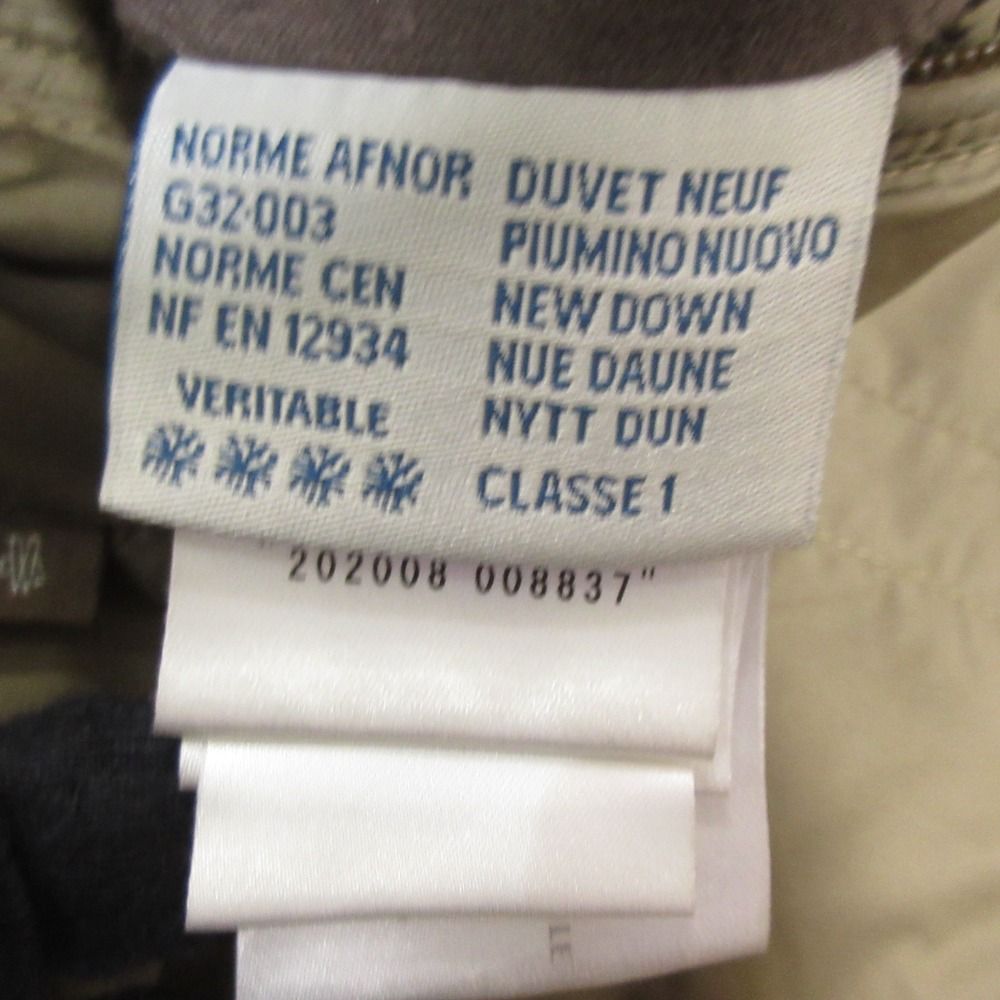 NORME AFNOR
G32-003
NORME CEN
NF EN 12934
VERITABLE
DUVET NEUF
PIUMINO NUOVO
NEW DOWN
NUE DAUNE
NYTT DUN
CLASSE 1
202008 008837"
LE